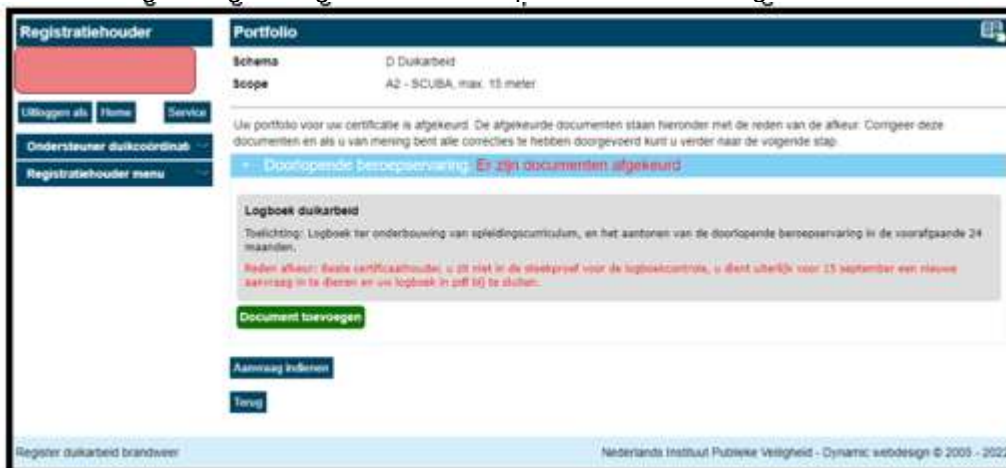 Registratiehouder
Portfolio
Schema D Duikarbeid
Scope A2 - SCUBA, max. 15 meter
Uitloggen als Home Service
Ondersteuner duikcoördinat
Registratiehouder menu
Uw portfolio voor uw certificatie is afgekeurd. De afgekeurde documenten staan hieronder met de reden van de afkeur. Corrigeer deze
documenten en als u van mening bent alle correcties te hebben doorgevoerd kunt u verder naar de volgende stap.
- Doorlopende beroepservaring Er zijn documenten afgekeurd
Logboek duikarbeid
Toelichting: Logboek ter onderbouwing van opleidingscurriculum, en het aantonen van de doorlopende beroepservaring in de voorafgaande 24
maanden.
Reden afkeur: Beste certificaathouder, u zit niet in de steekproef voor de logboekcontrole, u dient uiterlijk voor 15 september een nieuwe
aanvraag in te dienen en uw logboek in pdf bij te sluiten.
Document toevoegen
Aanvraag indienen
Terug
Register duikarbeid brandweer
Nederlands Instituut Publieke Veiligheid - Dynamic webdesign © 2005 -